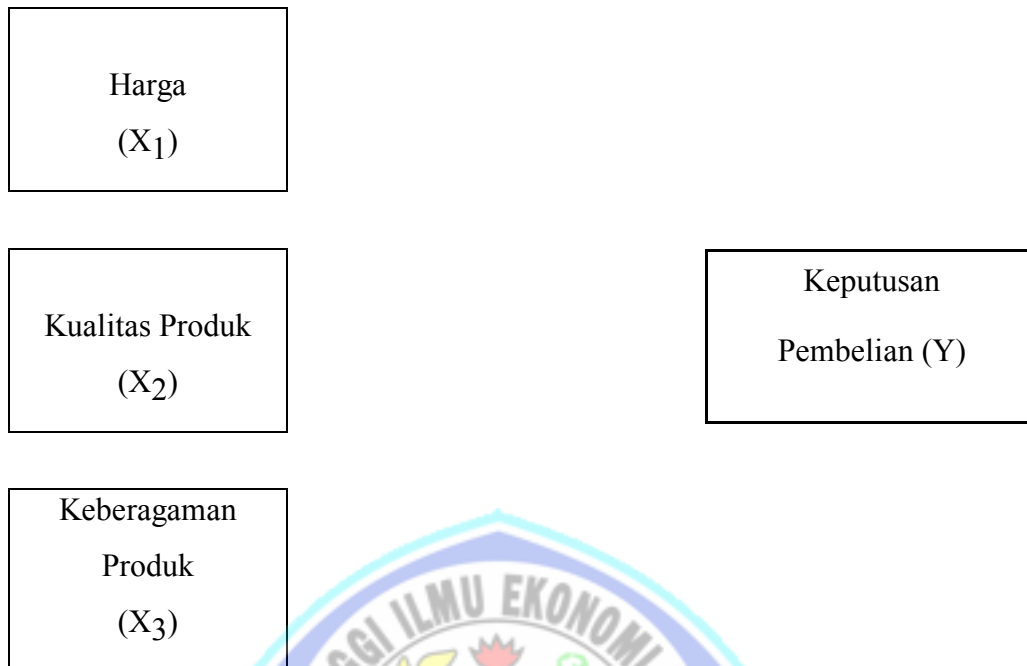 Harga
(X1)
Kualitas Produk
(X2)
Keputusan
Pembelian (Y)
Keberagaman
Produk
(X3)
ILMU EKONOMI